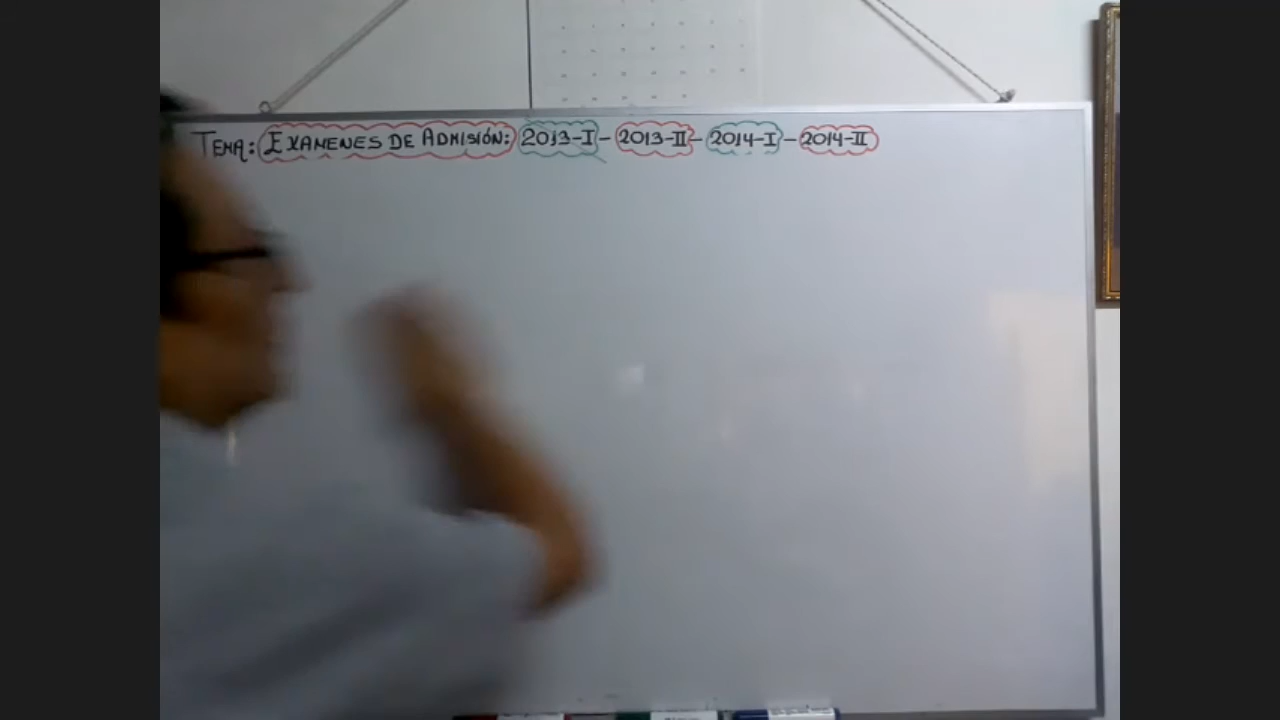 TEMA: EXAMENES DE ADMISIÓN: 2013-I - 2013-II - 2014-I - 2014-II